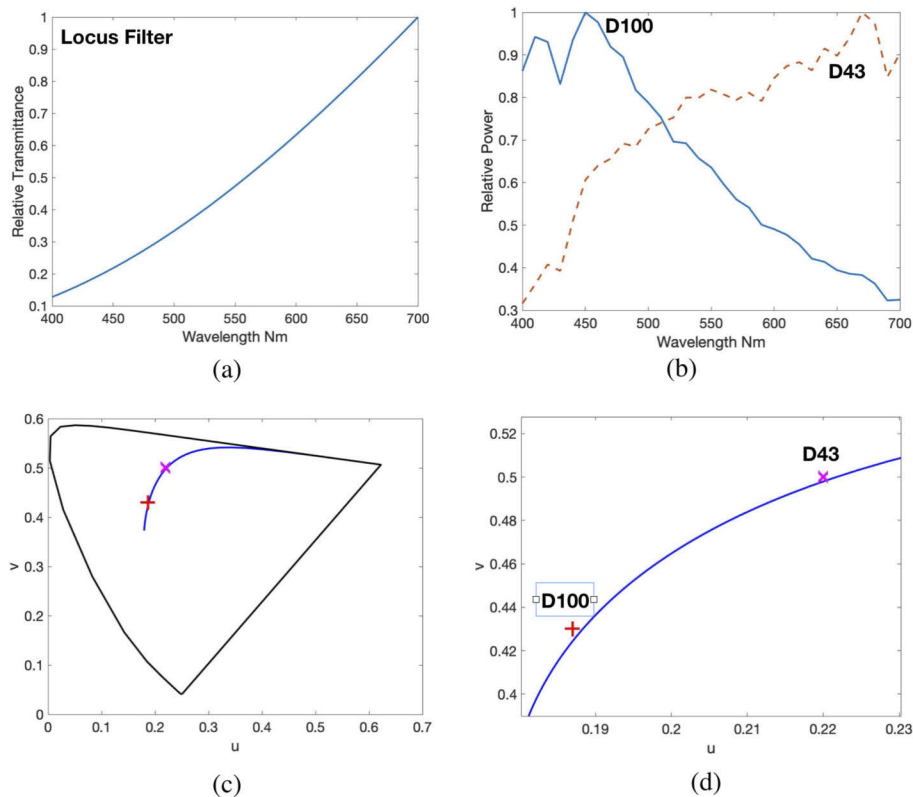 Locus Filter
Relative Transmittance
1
0.9
0.8
0.7
0.6
0.5
0.4
0.3
0.2
0.1
400 450 500 550 600 650 700
Wavelength Nm
(a)
D100
D43
Relative Power
1
0.9
0.8
0.7
0.6
0.5
0.4
0.3
400 450 500 550 600 650 700
Wavelength Nm
(b)
v
0.6
0.5
0.4
0.3
0.2
0.1
0
0 0.1 0.2 0.3 0.4 0.5 0.6 0.7
u
(c)
D43
D100
v
0.52
0.5
0.48
0.46
0.44
0.42
0.4
0.19 0.2 0.21 0.22 0.23
u
(d)